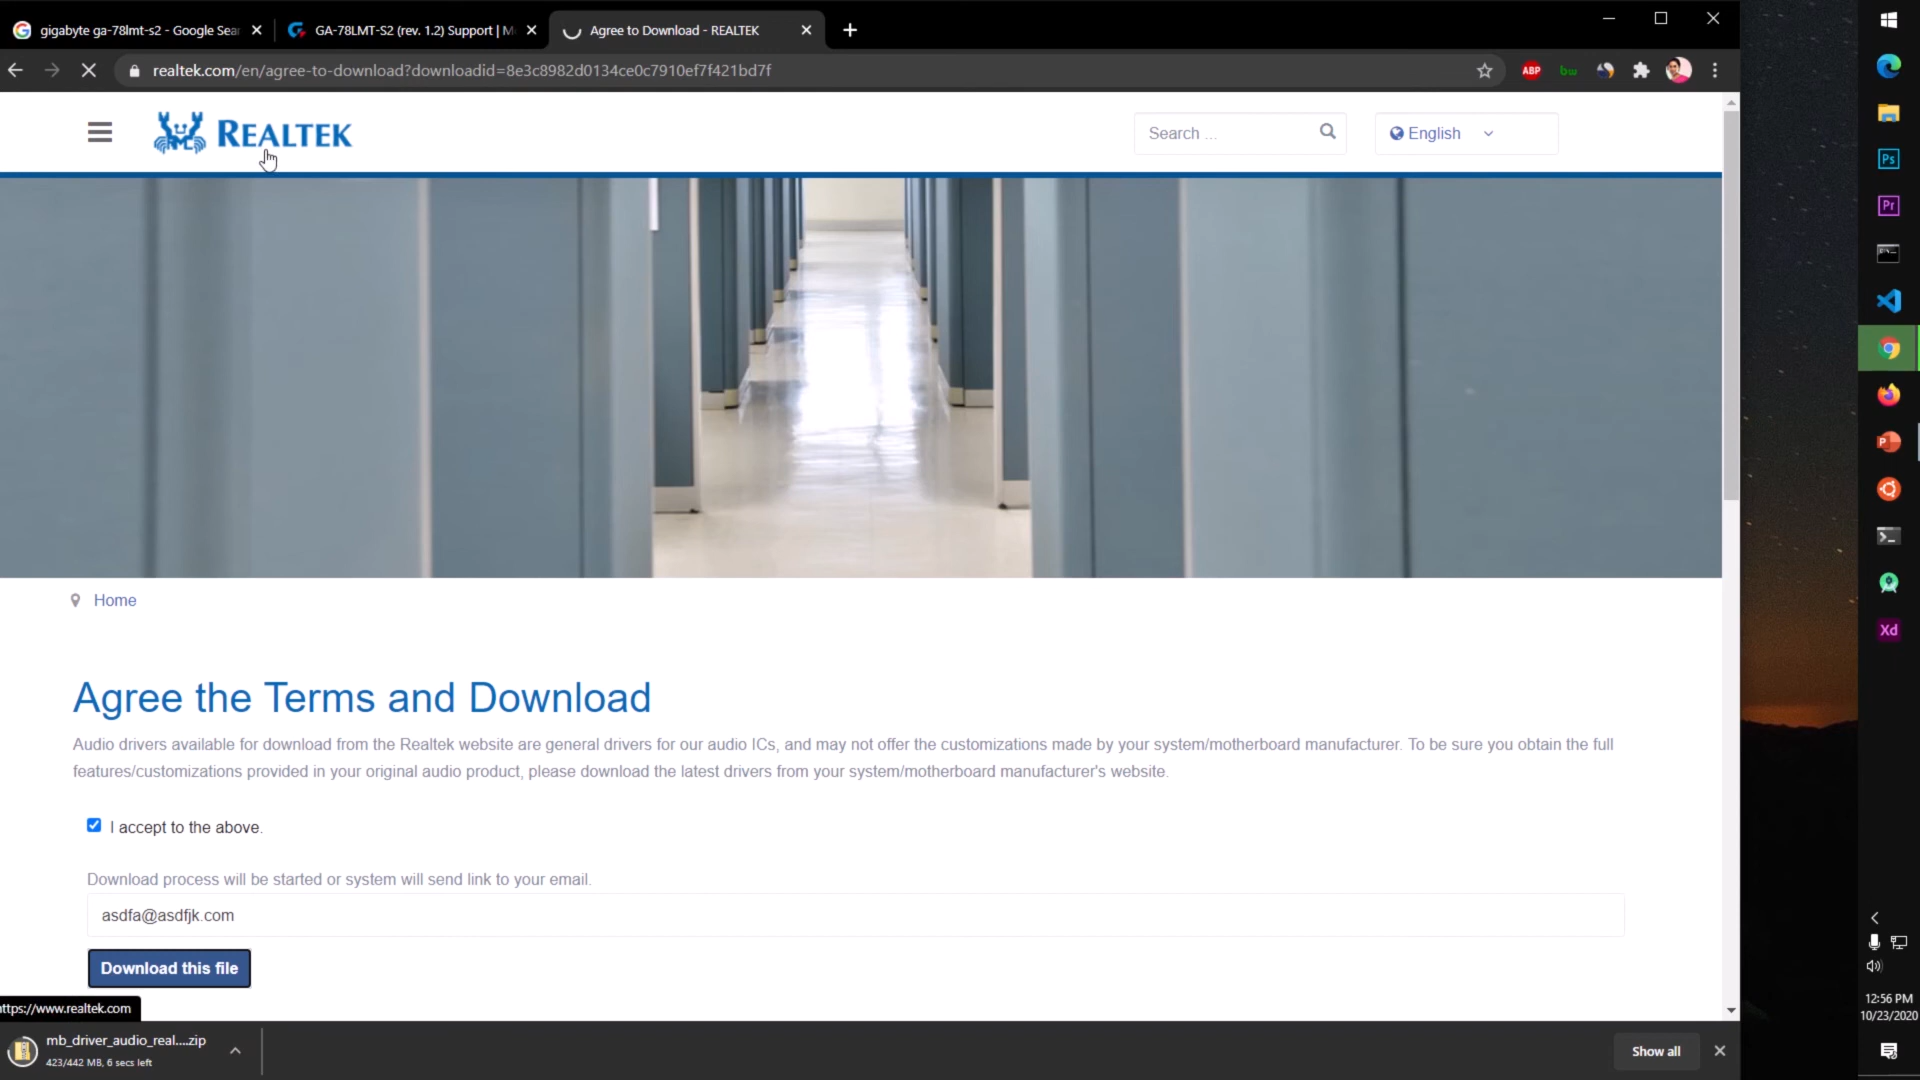 gigabyte ga-78lmt-s2 - Google Sear
GA-78LMT-S2 (rev. 1.2) Support | M
Agree to Download - REALTEK
realtek.com/en/agree-to-download?downloadid=8e3c8982d0134ce0c7910ef7f421bd7f
ABP
bw
REALTEK
Search ...
English
Ps
Pr
P
Home
Agree the Terms and Download
Audio drivers available for download from the Realtek website are general drivers for our audio ICs, and may not offer the customizations made by your system/motherboard manufacturer. To be sure you obtain the full
features/customizations provided in your original audio product, please download the latest drivers from your system/motherboard manufacturer's website.
Xd
I accept to the above.
Download process will be started or system will send link to your email.
asdfa@asdfjk.com
Download this file
ttps://www.realtek.com
12:56 PM
10/23/2020
mb_driver_audio_real....zip
423/442 MB, 6 secs left
Show all